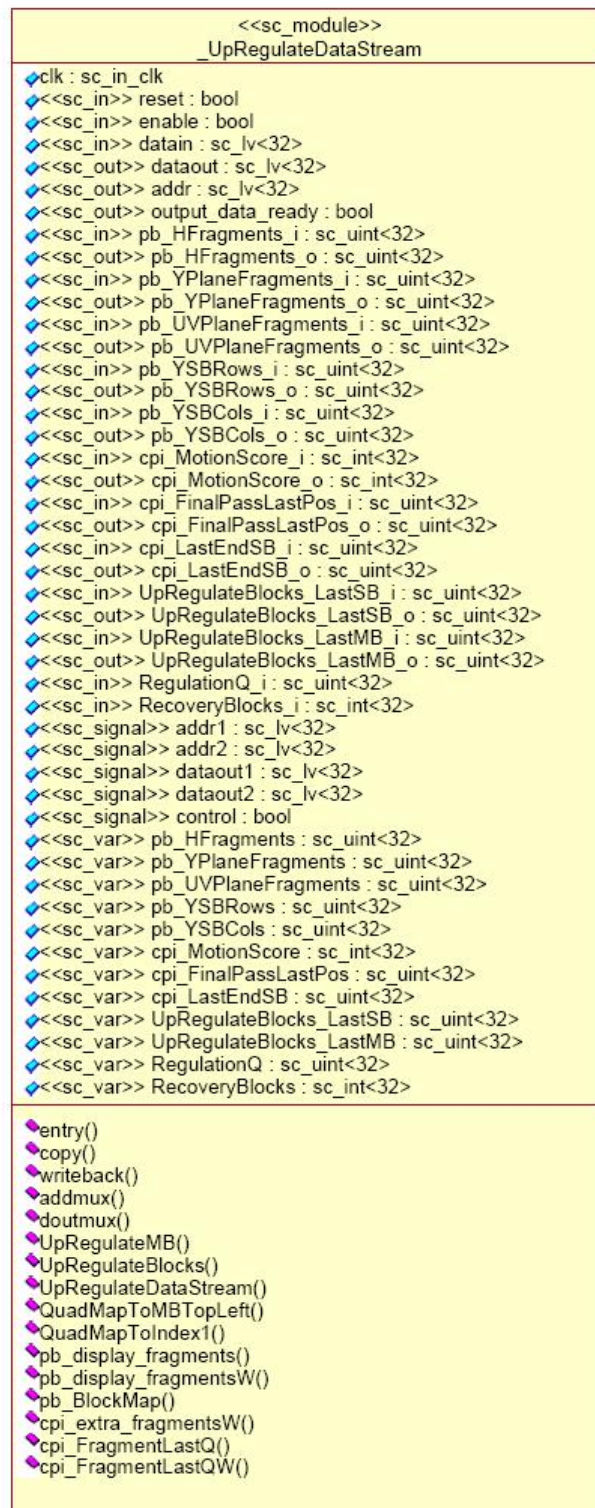 <<sc_module>>
_UpRegulateDataStream
clk : sc_in_clk
<<sc_in>> reset : bool
<<sc_in>> enable : bool
<<sc_in>> datain : sc_lv<32>
<<sc_out>> dataout : sc_lv<32>
<<sc_out>> addr : sc_lv<32>
<<sc_out>> output_data_ready : bool
<<sc_in>> pb_HFragments_i : sc_uint<32>
<<sc_out>> pb_HFragments_o : sc_uint<32>
<<sc_in>> pb_YPlaneFragments_i : sc_uint<32>
<<sc_out>> pb_YPlaneFragments_o : sc_uint<32>
<<sc_in>> pb_UVPlaneFragments_i : sc_uint<32>
<<sc_out>> pb_UVPlaneFragments_o : sc_uint<32>
<<sc_in>> pb_YSBRows_i : sc_uint<32>
<<sc_out>> pb_YSBRows_o : sc_uint<32>
<<sc_in>> pb_YSBCols_i : sc_uint<32>
<<sc_out>> pb_YSBCols_o : sc_uint<32>
<<sc_in>> cpi_MotionScore_i : sc_int<32>
<<sc_out>> cpi_MotionScore_o : sc_int<32>
<<sc_in>> cpi_FinalPassLastPos_i : sc_uint<32>
<<sc_out>> cpi_FinalPassLastPos_o : sc_uint<32>
<<sc_in>> cpi_LastEndSB_i : sc_uint<32>
<<sc_out>> cpi_LastEndSB_o : sc_uint<32>
<<sc_in>> UpRegulateBlocks_LastSB_i : sc_uint<32>
<<sc_out>> UpRegulateBlocks_LastSB_o : sc_uint<32>
<<sc_in>> UpRegulateBlocks_LastMB_i : sc_uint<32>
<<sc_out>> UpRegulateBlocks_LastMB_o : sc_uint<32>
<<sc_in>> RegulationQ_i : sc_uint<32>
<<sc_in>> RecoveryBlocks_i : sc_int<32>
<<sc_signal>> addr1 : sc_lv<32>
<<sc_signal>> addr2 : sc_lv<32>
<<sc_signal>> dataout1 : sc_lv<32>
<<sc_signal>> dataout2 : sc_lv<32>
<<sc_signal>> control : bool
<<sc_var>> pb_HFragments : sc_uint<32>
<<sc_var>> pb_YPlaneFragments : sc_uint<32>
<<sc_var>> pb_UVPlaneFragments : sc_uint<32>
<<sc_var>> pb_YSBRows : sc_uint<32>
<<sc_var>> pb_YSBCols : sc_uint<32>
<<sc_var>> cpi_MotionScore : sc_int<32>
<<sc_var>> cpi_FinalPassLastPos : sc_uint<32>
<<sc_var>> cpi_LastEndSB : sc_uint<32>
<<sc_var>> UpRegulateBlocks_LastSB : sc_uint<32>
<<sc_var>> UpRegulateBlocks_LastMB : sc_uint<32>
<<sc_var>> RegulationQ : sc_uint<32>
<<sc_var>> RecoveryBlocks : sc_int<32>
entry()
copy()
writeback()
addmux()
doutmux()
UpRegulateMB()
UpRegulateBlocks()
UpRegulateDataStream()
QuadMapToMBTopLeft()
QuadMapToIndex1()
pb_display_fragments()
pb_display_fragmentsW()
pb_BlockMap()
cpi_extra_fragmentsW()
cpi_FragmentLastQ()
cpi_FragmentLastQW()